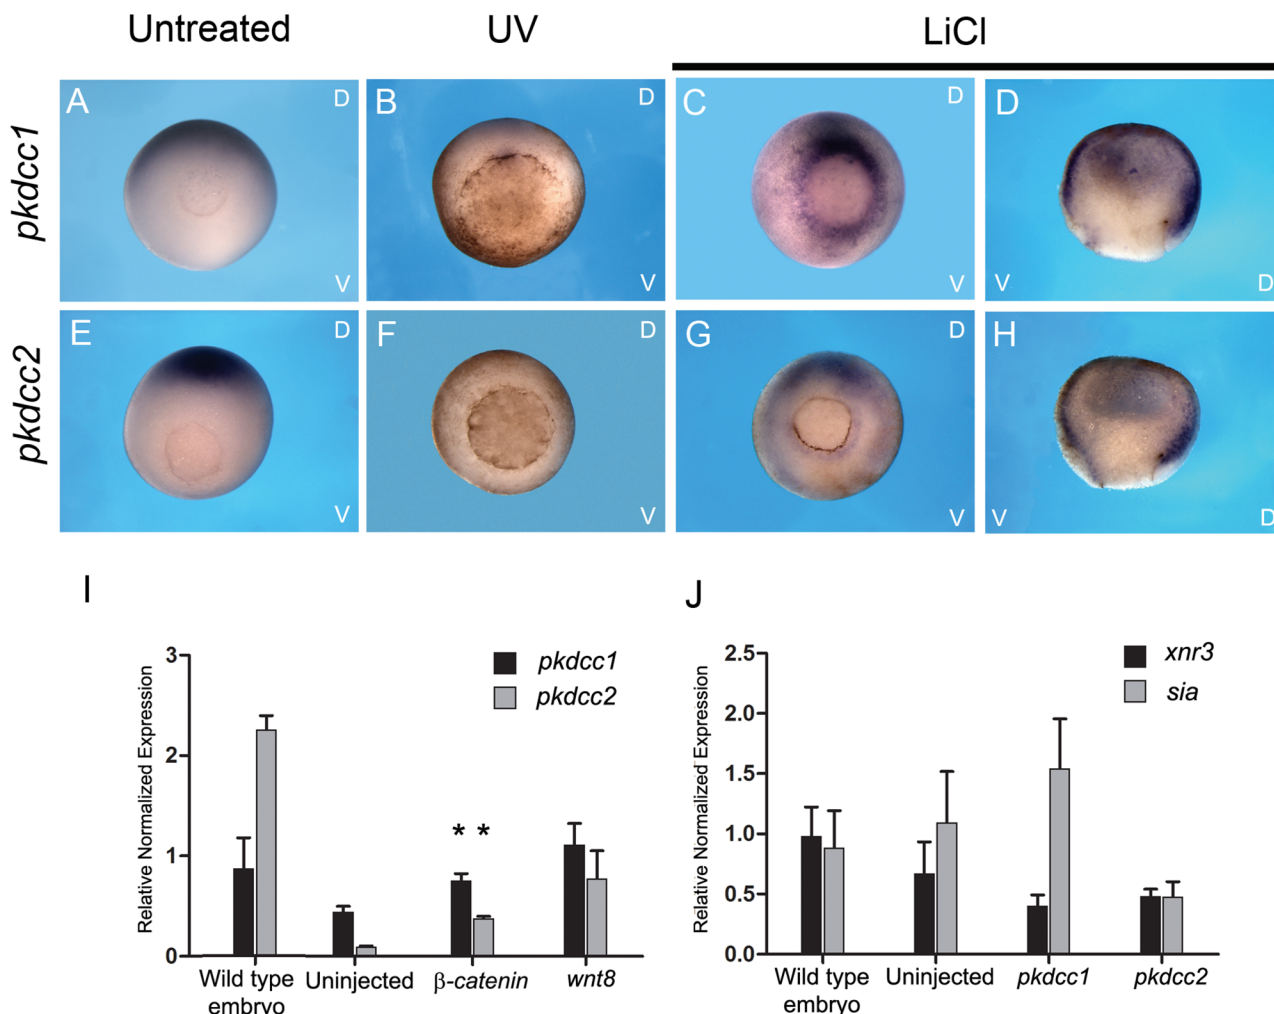 Untreated UV LiCl
pkdcc1
A D
V
B D
V
C D
D
V D
pkdcc2
E D
V
F D
V
G D
V
H
V D
I
Relative Normalized Expression
3
2
1
0
pkdcc1
pkdcc2
* *
Wild type embryo
Uninjected
β-catenin
wnt8
J
Relative Normalized Expression
2.5
2.0
1.5
1.0
0.5
0.0
xnr3
sia
Wild type embryo
Uninjected
pkdcc1
pkdcc2